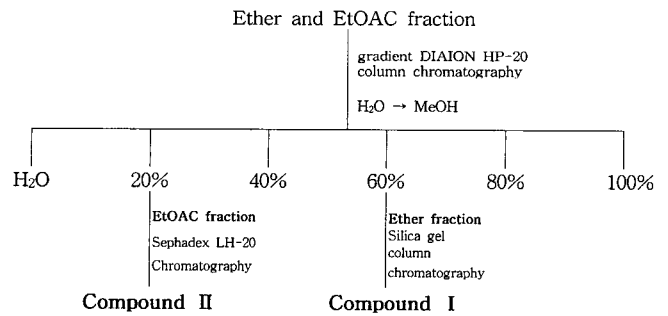 Ether and EtOAC fraction
gradient DIAION HP-20
column chromatography
H₂O → MeOH
H₂O 20% 40% 60% 80% 100%
EtOAC fraction
Sephadex LH-20
Chromatography
Compound Ⅱ
Ether fraction
Silica gel
column
chromatography
Compound Ⅰ